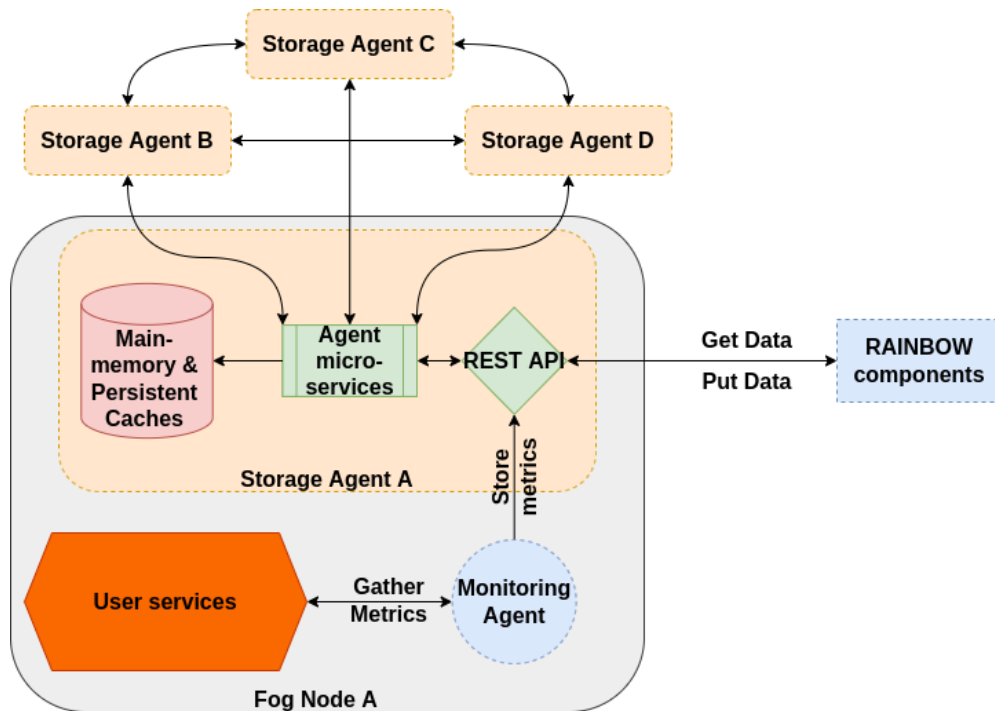 Storage Agent C
Storage Agent B
Storage Agent D
Main-
memory &
Persistent
Caches
Agent
micro-
services
REST API
Get Data
Put Data
RAINBOW
components
Storage Agent A
Store
metrics
User services
Gather
Metrics
Monitoring
Agent
Fog Node A